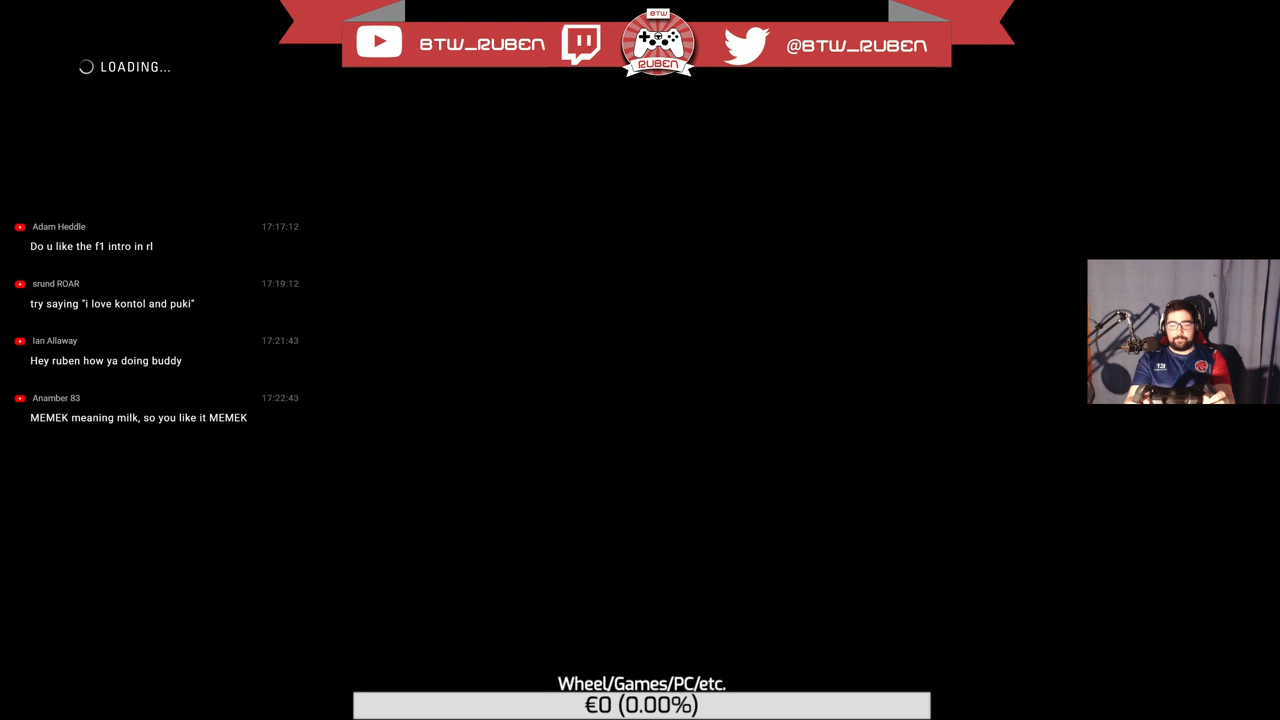 BTW
BTW_RUBEN
@BTW_RUBEN
RUBEN
LOADING...
Adam Heddle 17:17:12
Do u like the f1 intro in rl
srund ROAR 17:19:12
try saying "i love kontol and puki"
Ian Allaway 17:21:43
Hey ruben how ya doing buddy
Anamber 83 17:22:43
MEMEK meaning milk, so you like it MEMEK
13
Wheel/Games/PC/etc.
€0 (0.00%)